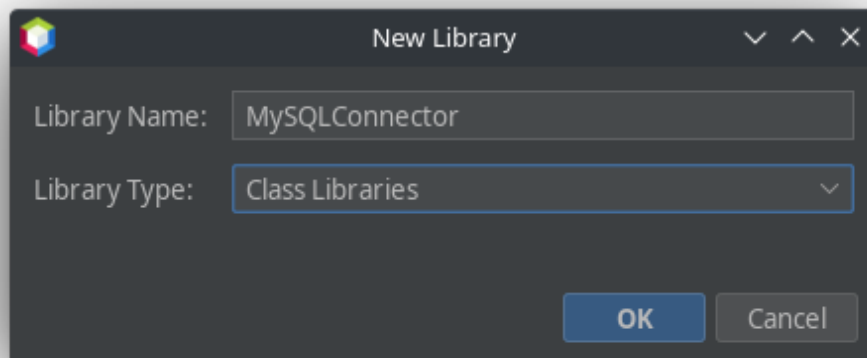 New Library
Library Name: MySQLConnector
Library Type: Class Libraries
OK Cancel